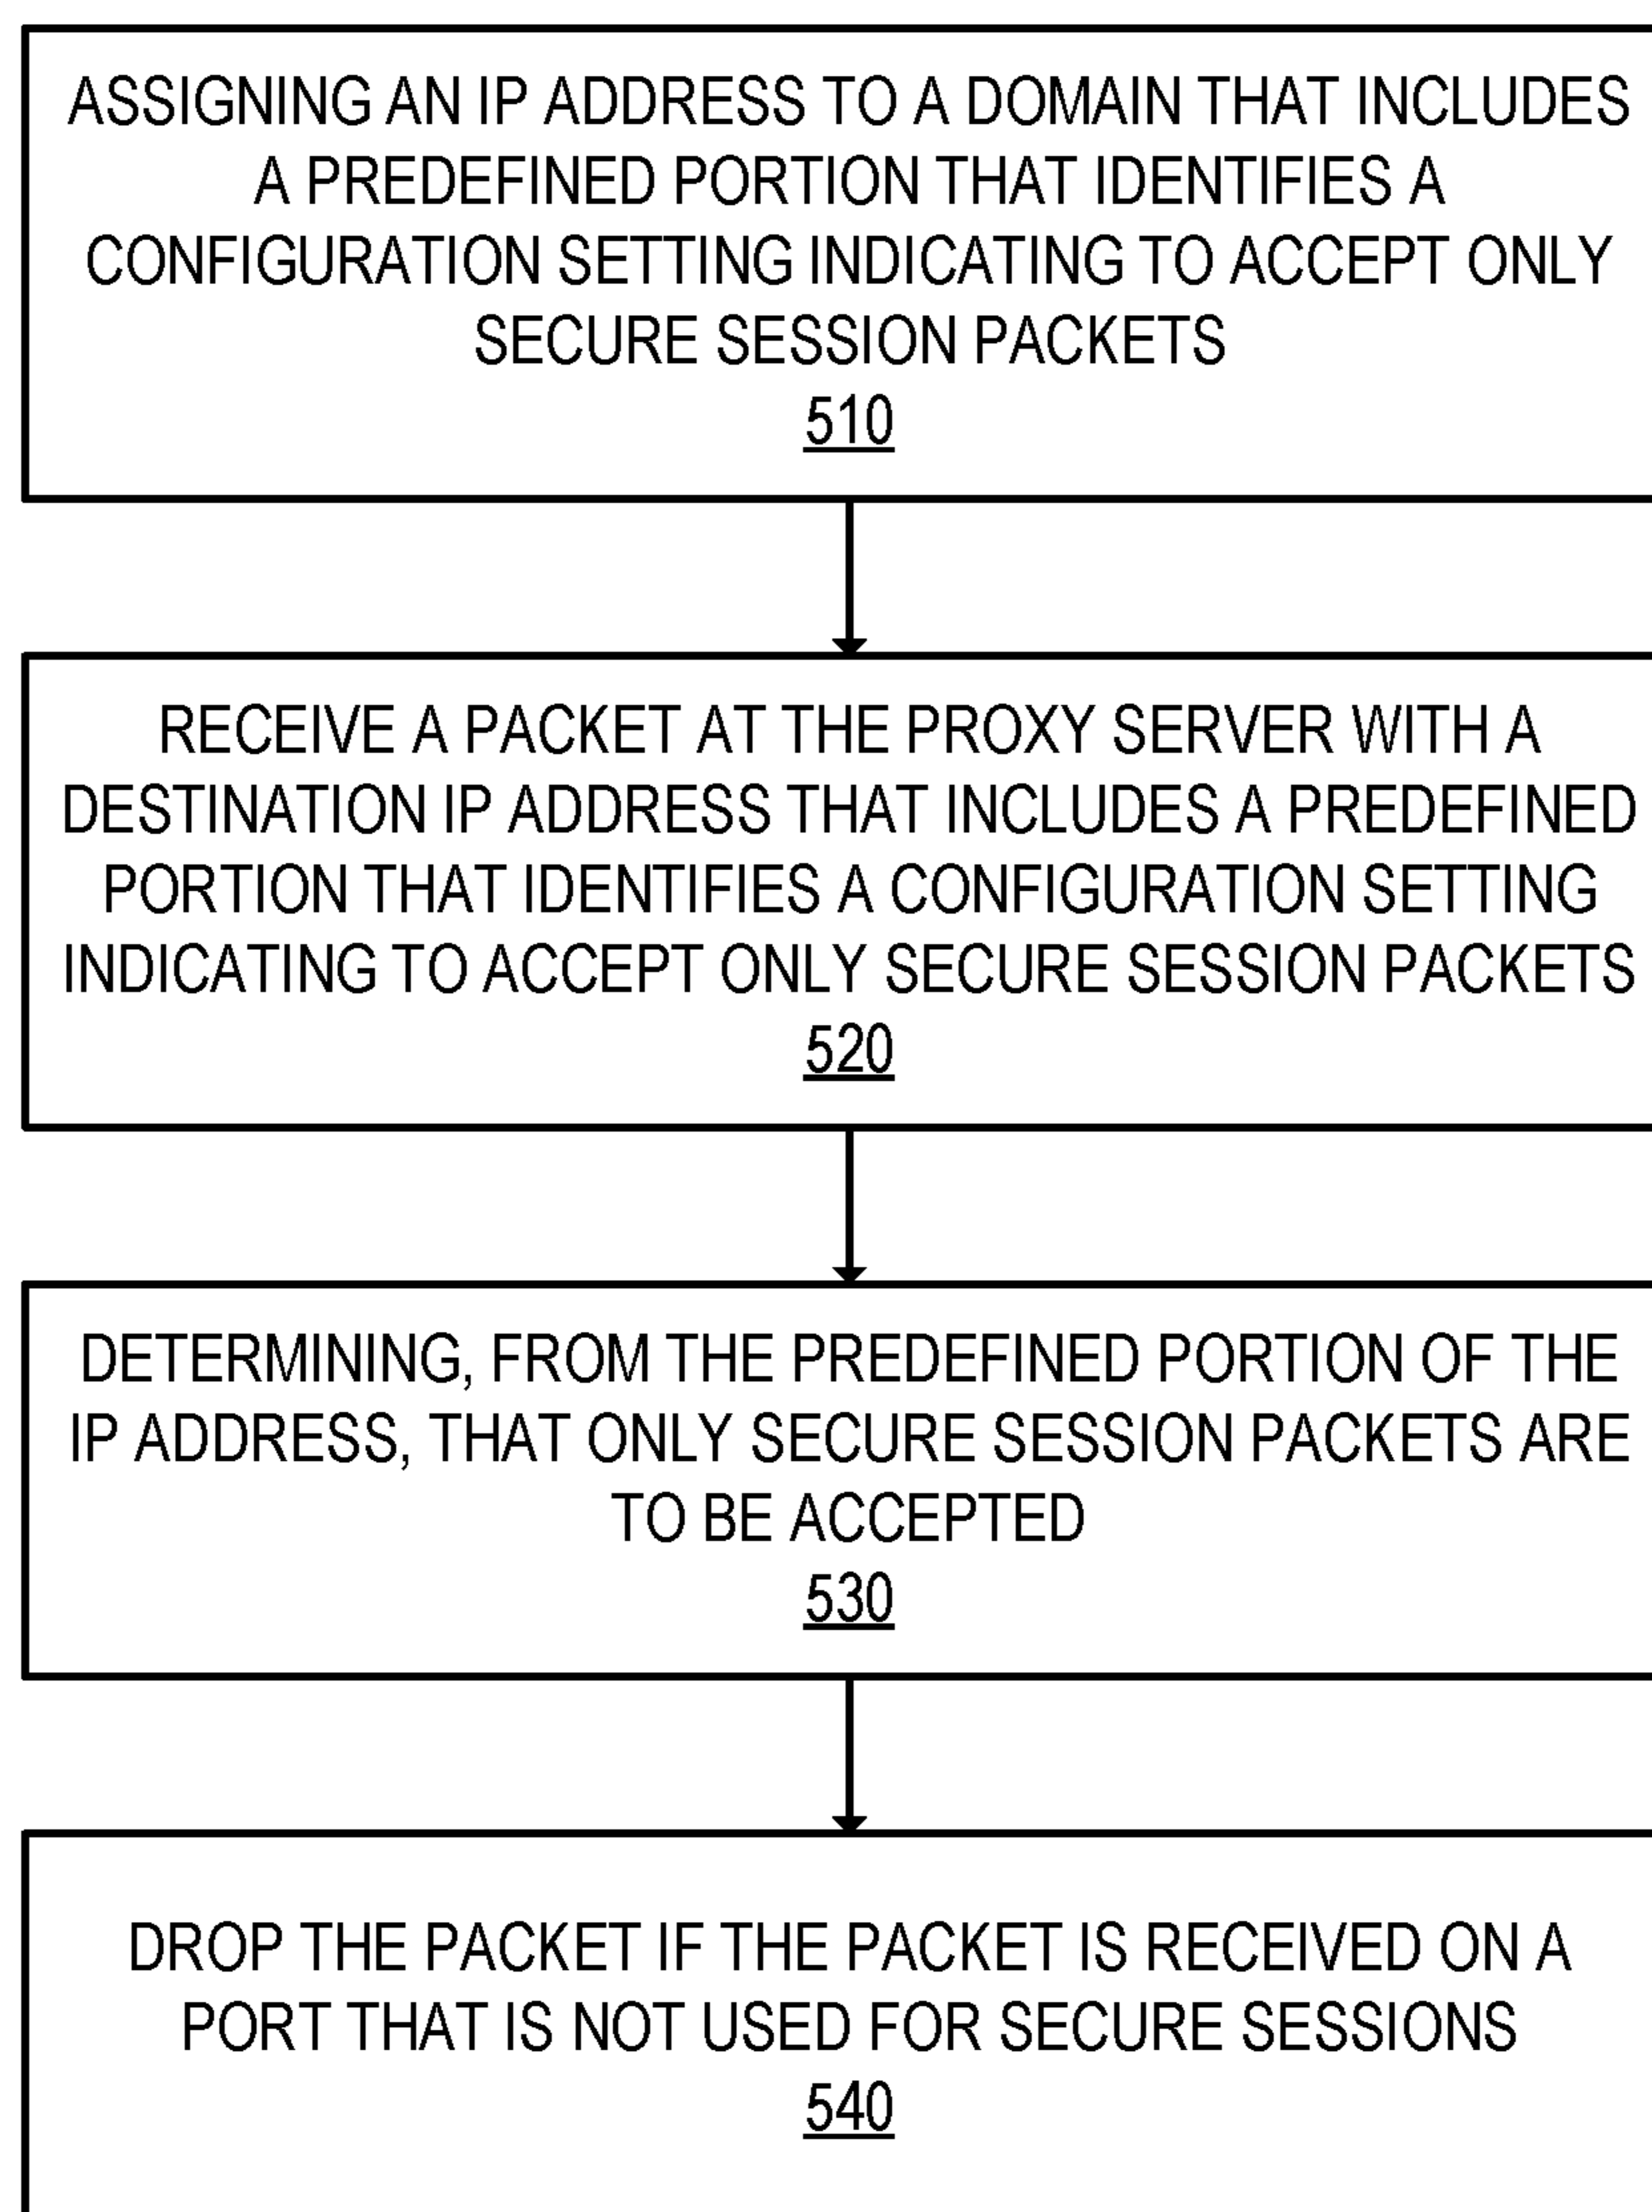 ASSIGNING AN IP ADDRESS TO A DOMAIN THAT INCLUDES
A PREDEFINED PORTION THAT IDENTIFIES A
CONFIGURATION SETTING INDICATING TO ACCEPT ONLY
SECURE SESSION PACKETS
510
RECEIVE A PACKET AT THE PROXY SERVER WITH A
DESTINATION IP ADDRESS THAT INCLUDES A PREDEFINED
PORTION THAT IDENTIFIES A CONFIGURATION SETTING
INDICATING TO ACCEPT ONLY SECURE SESSION PACKETS
520
DETERMINING, FROM THE PREDEFINED PORTION OF THE
IP ADDRESS, THAT ONLY SECURE SESSION PACKETS ARE
TO BE ACCEPTED
530
DROP THE PACKET IF THE PACKET IS RECEIVED ON A
PORT THAT IS NOT USED FOR SECURE SESSIONS
540